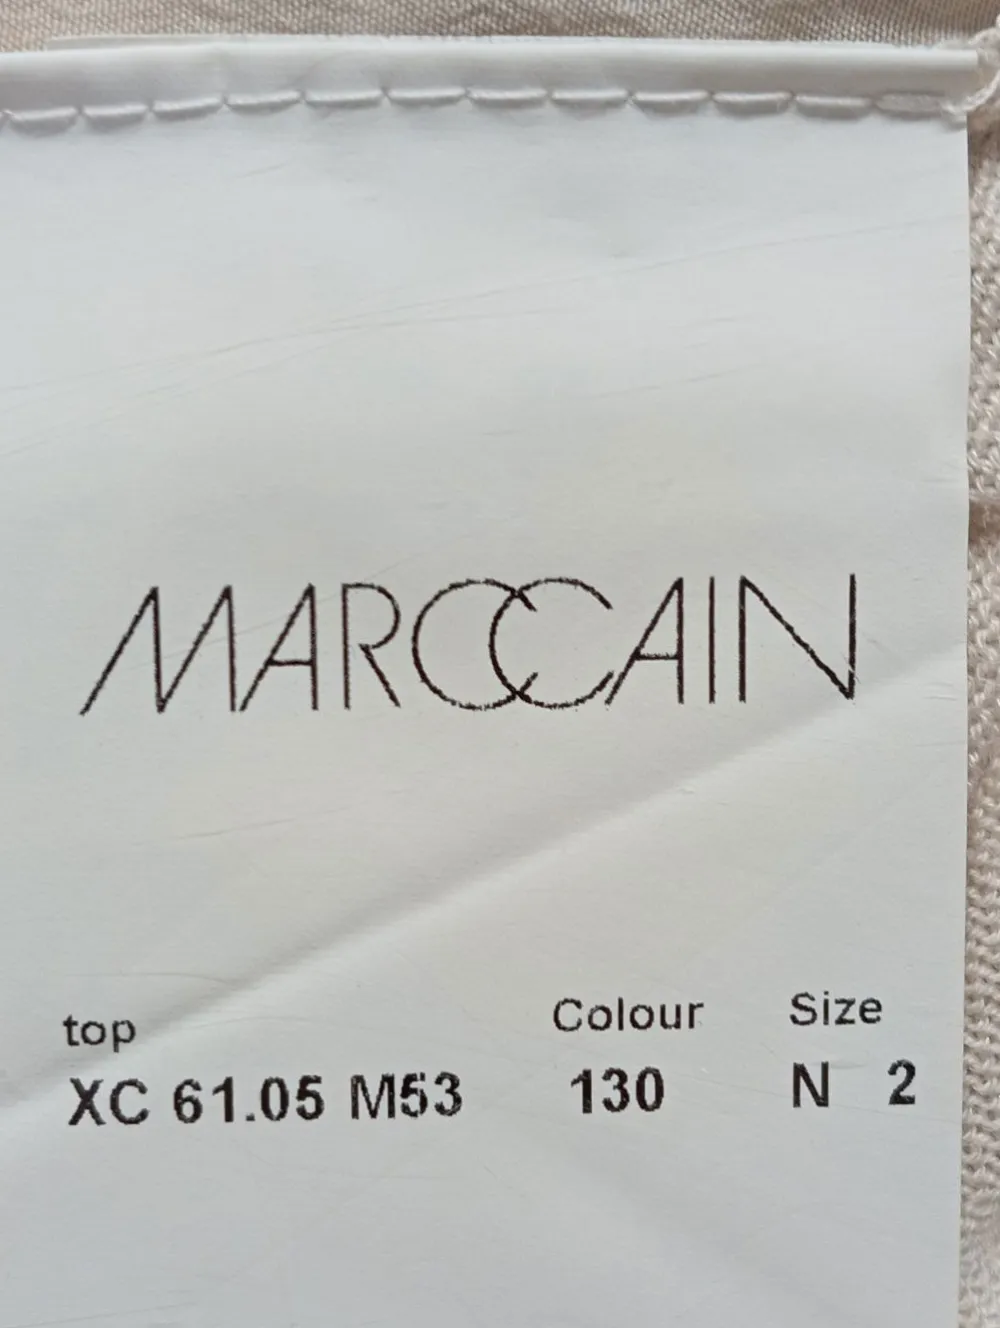 MARCCAIN
top Colour Size
XC 61.05 M53 130 N 2